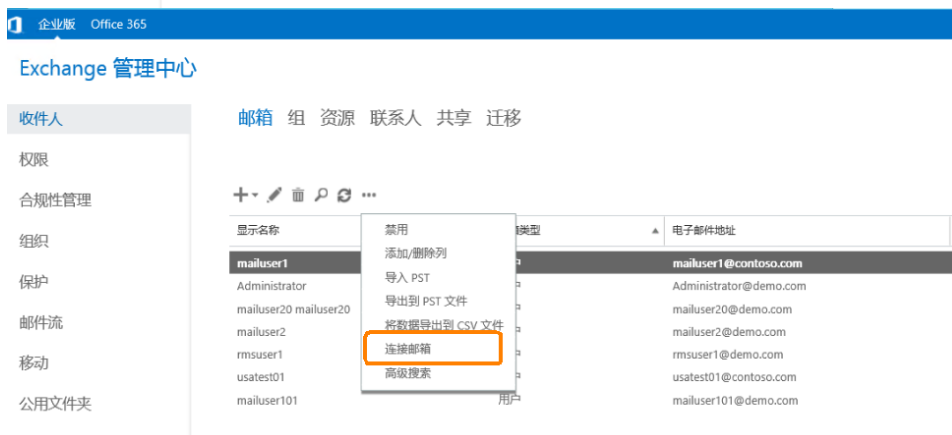 企业版 Office 365
Exchange 管理中心
收件人
权限
合规性管理
组织
保护
邮件流
移动
公用文件夹
邮箱 组 资源 联系人 共享 迁移
显示名称 类型 电子邮件地址
mailuser1 mailuser1@contoso.com
Administrator Administrator@demo.com
mailuser20 mailuser20 mailuser20@demo.com
mailuser2 mailuser2@demo.com
rmsuser1 rmsuser1@demo.com
usatest01 usatest01@contoso.com
mailuser101 用户 mailuser101@demo.com
禁用
添加/删除列
导入 PST
导出到 PST 文件
将数据导出到 CSV 文件
连接邮箱
高级搜索